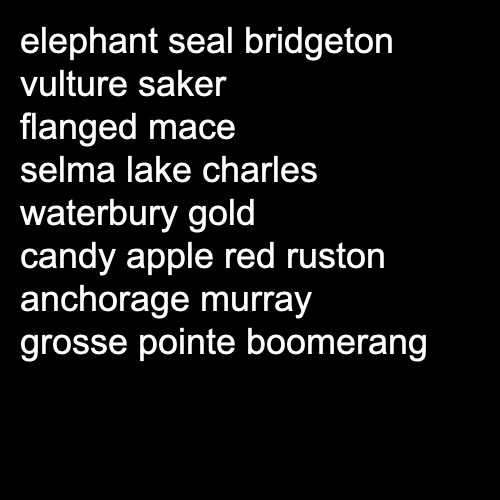 elephant seal bridgeton
vulture saker
flanged mace
selma lake charles
waterbury gold
candy apple red ruston
anchorage murray
grosse pointe boomerang